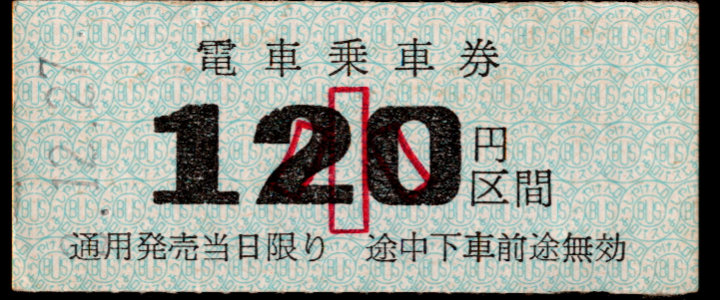 電車乗車券
120円
区間
小
通用発売当日限り 途中下車前途無効